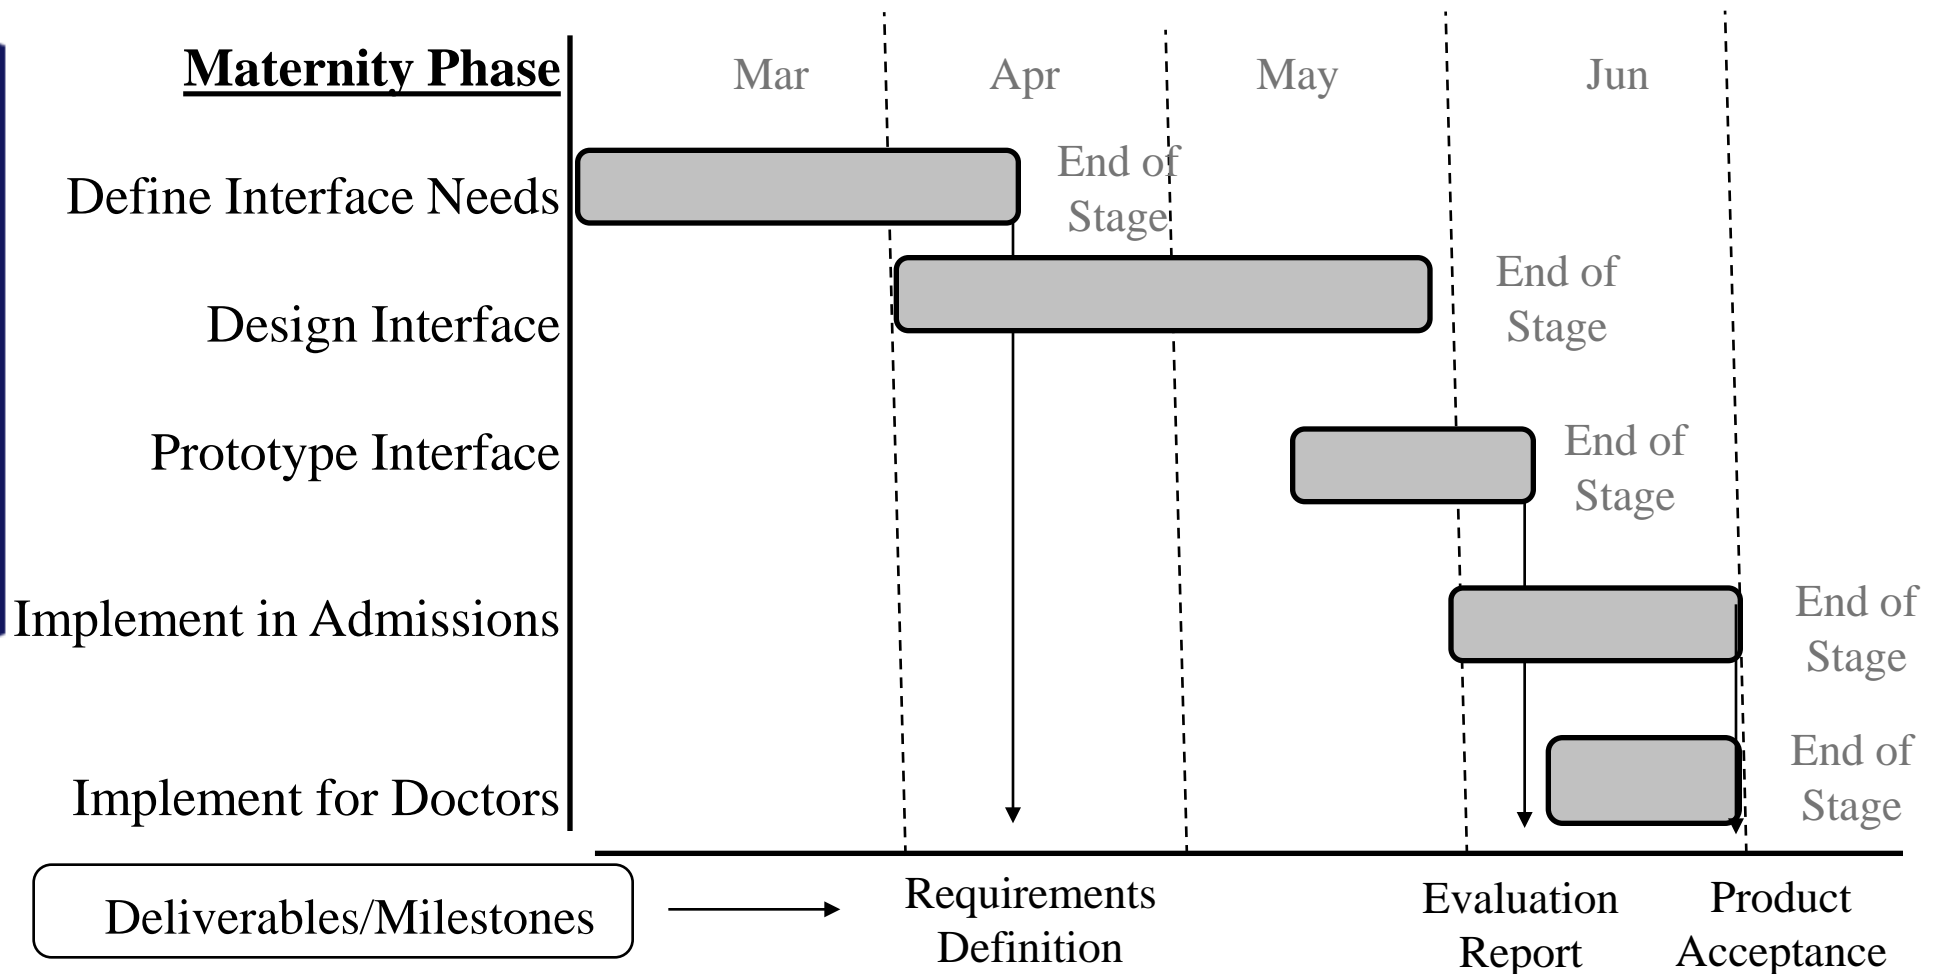 Maternity Phase
Mar
Apr
May
Jun
Define Interface Needs
End of
Stage
Design Interface
End of
Stage
Prototype Interface
End of
Stage
Implement in Admissions
End of
Stage
Implement for Doctors
End of
Stage
Deliverables/Milestones
Requirements
Definition
Evaluation
Report
Product
Acceptance